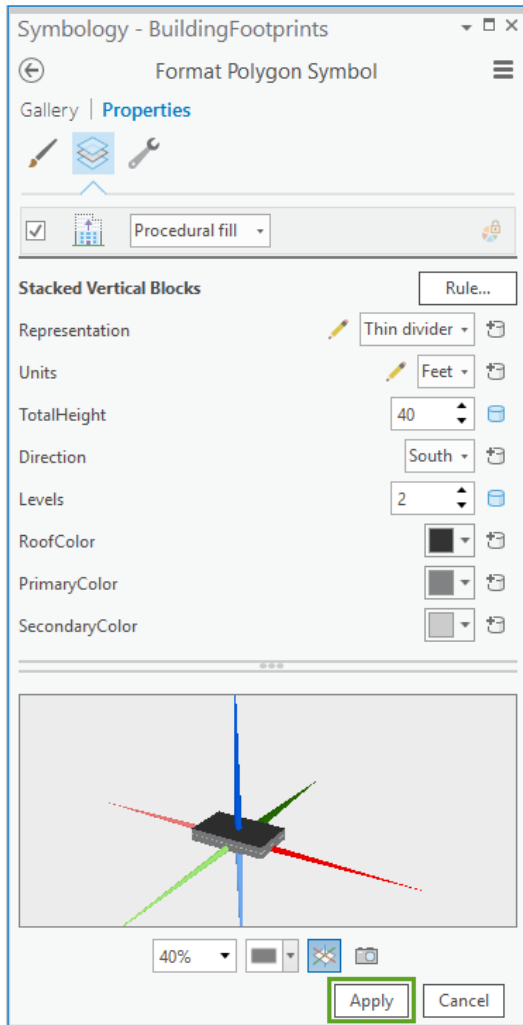 Symbology - BuildingFootprints
Format Polygon Symbol
Gallery | Properties
Procedural fill
Stacked Vertical Blocks Rule...
Representation Thin divider
Units Feet
TotalHeight 40
Direction South
Levels 2
RoofColor
PrimaryColor
SecondaryColor
40%
Apply Cancel